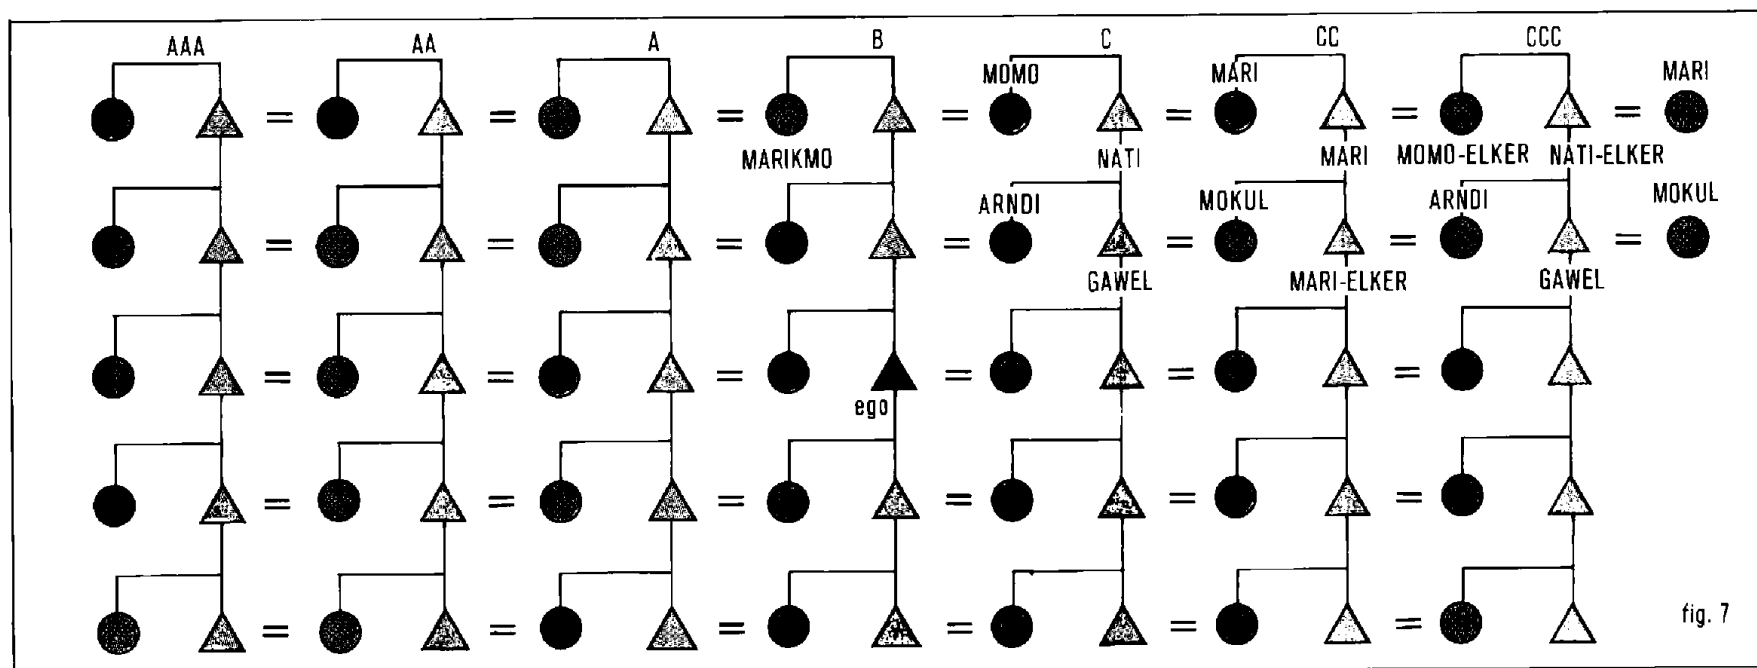 AAA AA A B C CC CCC
MOMO MARI MARI
MARIKMO NATI MARI MOMO-ELKER NATI-ELKER
ARNDI MOKUL ARNDI MOKUL
GAWEL MARI-ELKER GAWEL
ego
fig. 7